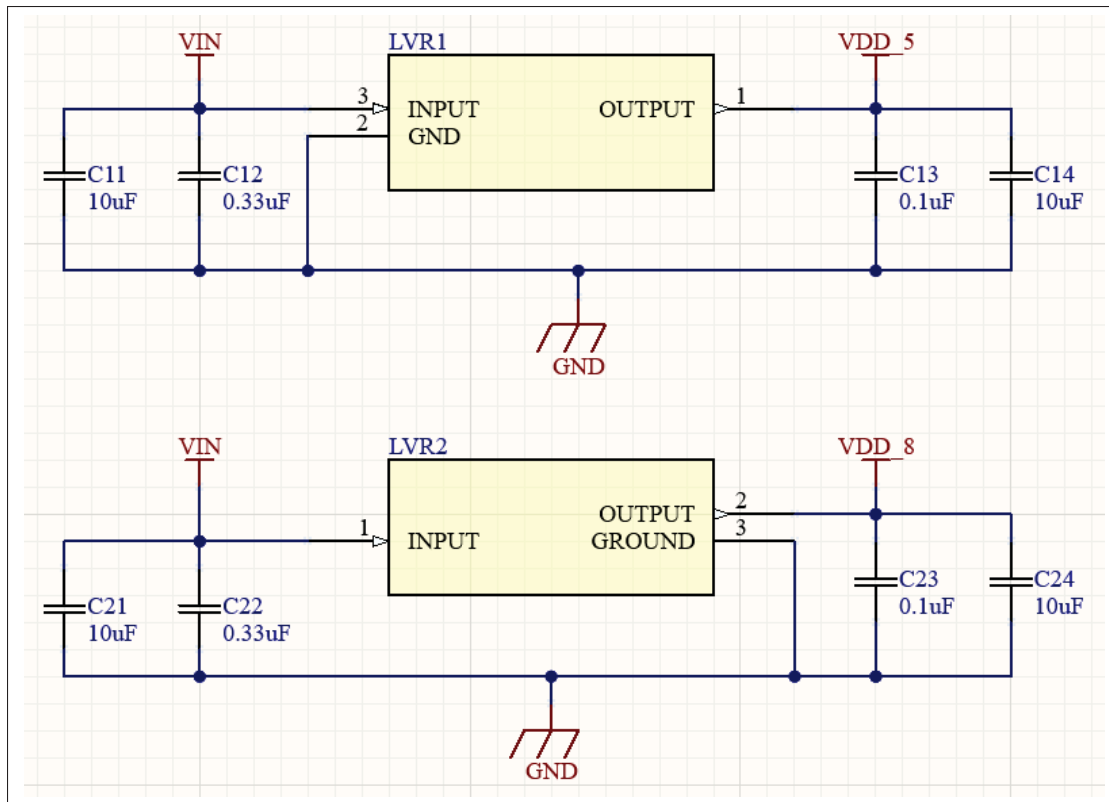 VIN
LVR1
VDD_5
3
INPUT
OUTPUT
1
2
GND
C11
10uF
C12
0.33uF
C13
0.1uF
C14
10uF
GND
VIN
LVR2
VDD_8
OUTPUT
2
1
INPUT
GROUND
3
C21
10uF
C22
0.33uF
C23
0.1uF
C24
10uF
GND